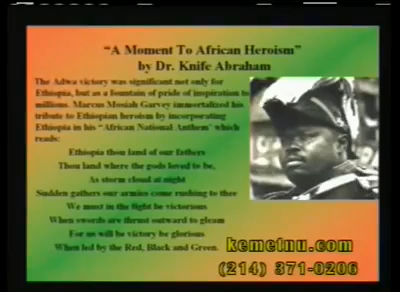 “A Moment To African Heroism”
by Dr. Knife Abraham
The Adwa victory was significant not only for
Ethiopia, but as a fountain of pride of inspiration to
millions. Marcus Mosiah Garvey immortalized his
tribute to Ethiopian heroism by incorporating
Ethiopia in his “African National Anthem’ which
reads:
Ethiopia thou land of our fathers
Thou land where the gods loved to be,
As storm cloud at night
Sudden gathers our armies come rushing to thee
We must in the fight be victorious
When swords are thrust outward to gleam
For us will be victory be glorious
When led by the Red, Black and Green.
kemetnu.com
(214) 371-0206